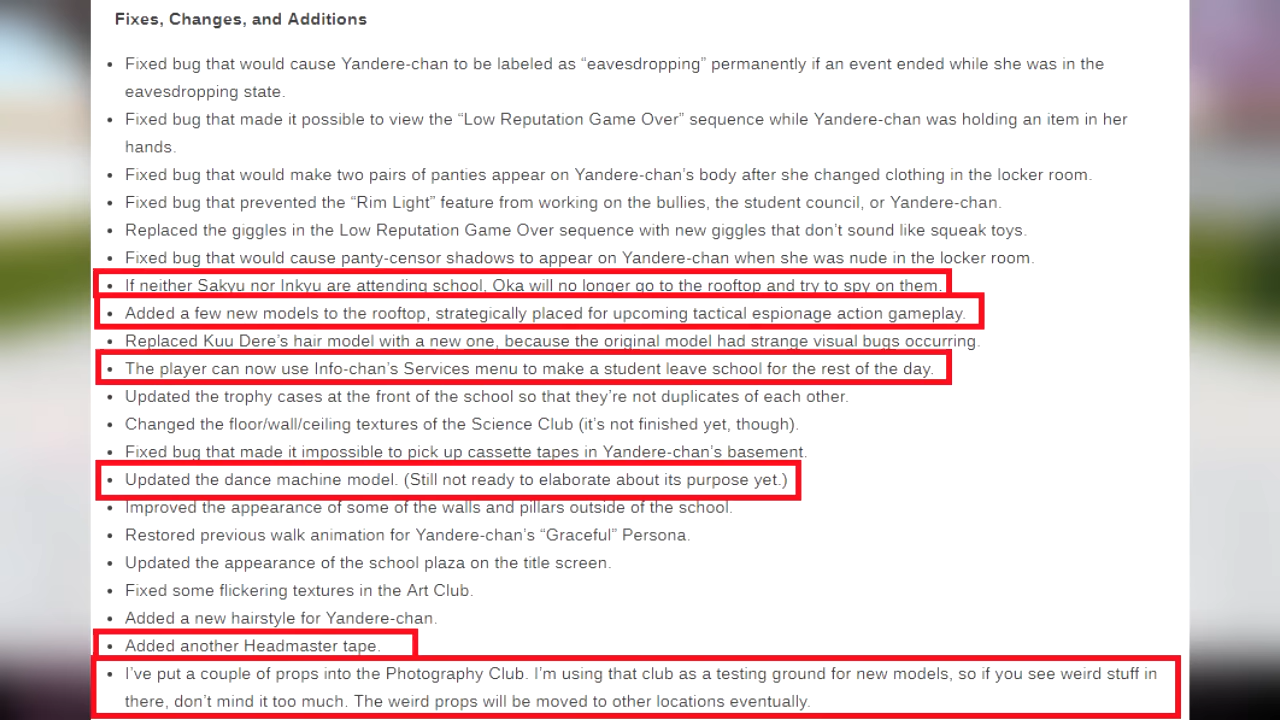 Fixes, Changes, and Additions
• Fixed bug that would cause Yandere-chan to be labeled as “eavesdropping” permanently if an event ended while she was in the
eavesdropping state.
• Fixed bug that made it possible to view the “Low Reputation Game Over” sequence while Yandere-chan was holding an item in her
hands.
• Fixed bug that would make two pairs of panties appear on Yandere-chan’s body after she changed clothing in the locker room.
• Fixed bug that prevented the “Rim Light” feature from working on the bullies, the student council, or Yandere-chan.
• Replaced the giggles in the Low Reputation Game Over sequence with new giggles that don’t sound like squeak toys.
• Fixed bug that would cause panty-censor shadows to appear on Yandere-chan when she was nude in the locker room.
• If neither Sakyu nor Inkyu are attending school, Oka will no longer go to the rooftop and try to spy on them.
• Added a few new models to the rooftop, strategically placed for upcoming tactical espionage action gameplay.
• Replaced Kuu Dere’s hair model with a new one, because the original model had strange visual bugs occurring.
• The player can now use Info-chan’s Services menu to make a student leave school for the rest of the day.
• Updated the trophy cases at the front of the school so that they’re not duplicates of each other.
• Changed the floor/wall/ceiling textures of the Science Club (it’s not finished yet, though).
• Fixed bug that made it impossible to pick up cassette tapes in Yandere-chan’s basement.
• Updated the dance machine model. (Still not ready to elaborate about its purpose yet.)
• Improved the appearance of some of the walls and pillars outside of the school.
• Restored previous walk animation for Yandere-chan’s “Graceful” Persona.
• Updated the appearance of the school plaza on the title screen.
• Fixed some flickering textures in the Art Club.
• Added a new hairstyle for Yandere-chan.
• Added another Headmaster tape.
• I’ve put a couple of props into the Photography Club. I’m using that club as a testing ground for new models, so if you see weird stuff in
there, don’t mind it too much. The weird props will be moved to other locations eventually.